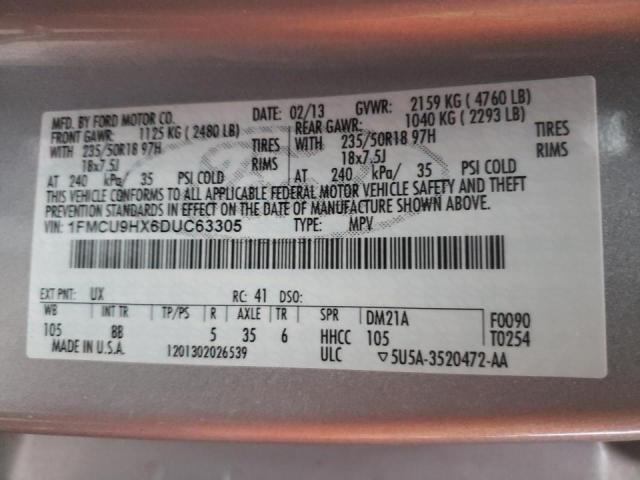 MFD. BY FORD MOTOR CO. DATE: 02/13 GVWR: 2159 KG ( 4760 LB)
FRONT GAWR: 1125 KG ( 2480 LB) REAR GAWR: 1040 KG ( 2293 LB)
WITH 235/50R18 97H TIRES WITH 235/50R18 97H TIRES
18x7.5J RIMS 18x7.5J RIMS
AT 240 kPa/ 35 PSI COLD AT 240 kPa/ 35 PSI COLD
THIS VEHICLE CONFORMS TO ALL APPLICABLE FEDERAL MOTOR VEHICLE SAFETY AND THEFT
PREVENTION STANDARDS IN EFFECT ON THE DATE OF MANUFACTURE SHOWN ABOVE.
VIN: 1FMCU9HX6DUC63305 TYPE: MPV
EXT PNT: UX RC: 41 DSO:
WB INT TR TP/PS R AXLE TR SPR DM21A F0090
105 BB 5 35 6 HHCC 105 T0254
MADE IN U.S.A. 1201302026539 ULC ▽5U5A-3520472-AA